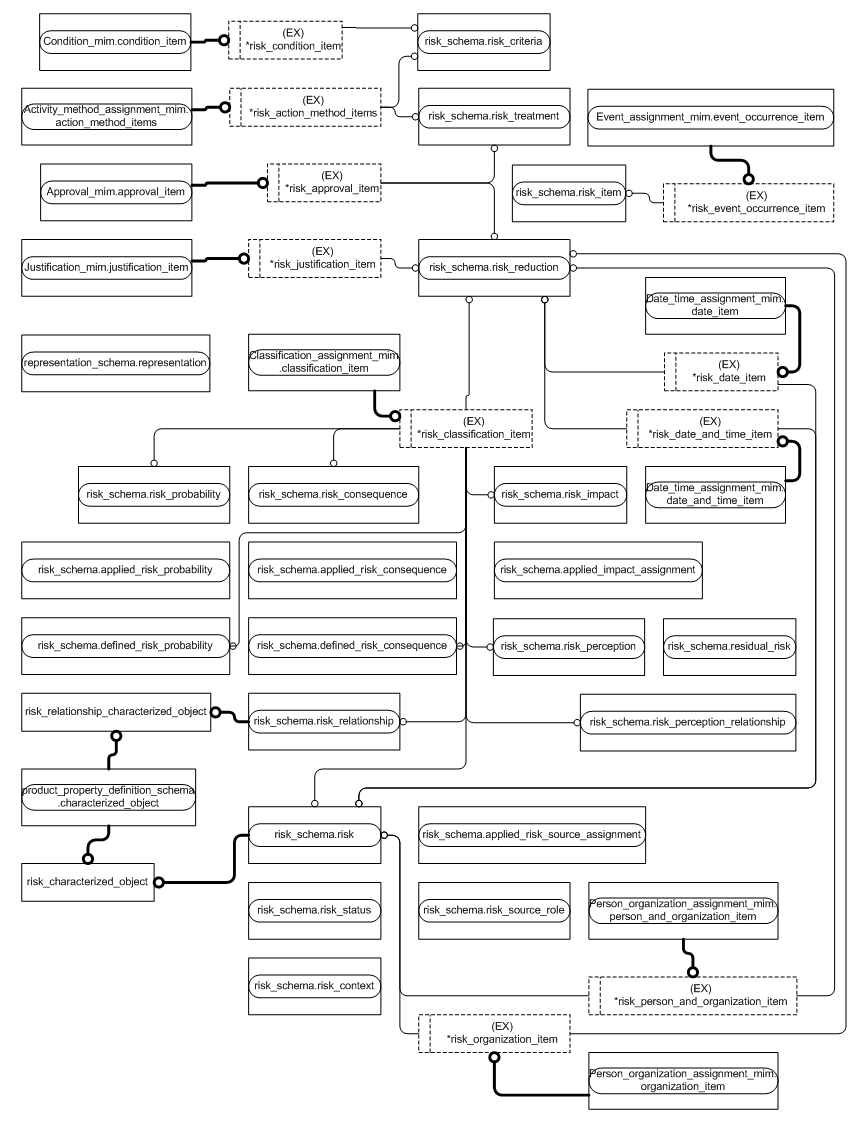 Condition_mim.condition_item
(EX)
*risk_condition_item
risk_schema.risk_criteria
Activity_method_assignment_mim.
action_method_items
(EX)
*risk_action_method_items
risk_schema.risk_treatment
Event_assignment_mim.event_occurrence_item
Approval_mim.approval_item
(EX)
*risk_approval_item
risk_schema.risk_item
(EX)
*risk_event_occurrence_item
Justification_mim.justification_item
(EX)
*risk_justification_item
risk_schema.risk_reduction
Date_time_assignment_mim.
date_item
representation_schema.representation
Classification_assignment_mim
.classification_item
(EX)
*risk_date_item
(EX)
*risk_classification_item
(EX)
*risk_date_and_time_item
risk_schema.risk_probability
risk_schema.risk_consequence
risk_schema.risk_impact
Date_time_assignment_mim.
date_and_time_item
risk_schema.applied_risk_probability
risk_schema.applied_risk_consequence
risk_schema.applied_impact_assignment
risk_schema.defined_risk_probability
risk_schema.defined_risk_consequence
risk_schema.risk_perception
risk_schema.residual_risk
risk_relationship_characterized_object
risk_schema.risk_relationship
risk_schema.risk_perception_relationship
product_property_definition_schema
.characterized_object
risk_schema.risk
risk_schema.applied_risk_source_assignment
risk_characterized_object
risk_schema.risk_status
risk_schema.risk_source_role
Person_organization_assignment_mim.
person_and_organization_item
risk_schema.risk_context
(EX)
*risk_person_and_organization_item
(EX)
*risk_organization_item
Person_organization_assignment_mim.
organization_item